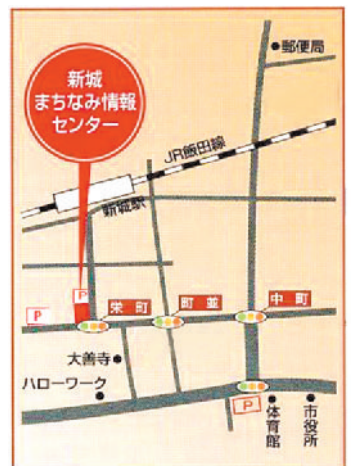 新城
まちなみ情報
センター
郵便局
JR飯田線
新城駅
P
P
栄町
町並
中町
大善寺
ハローワーク
P
体育館
市役所